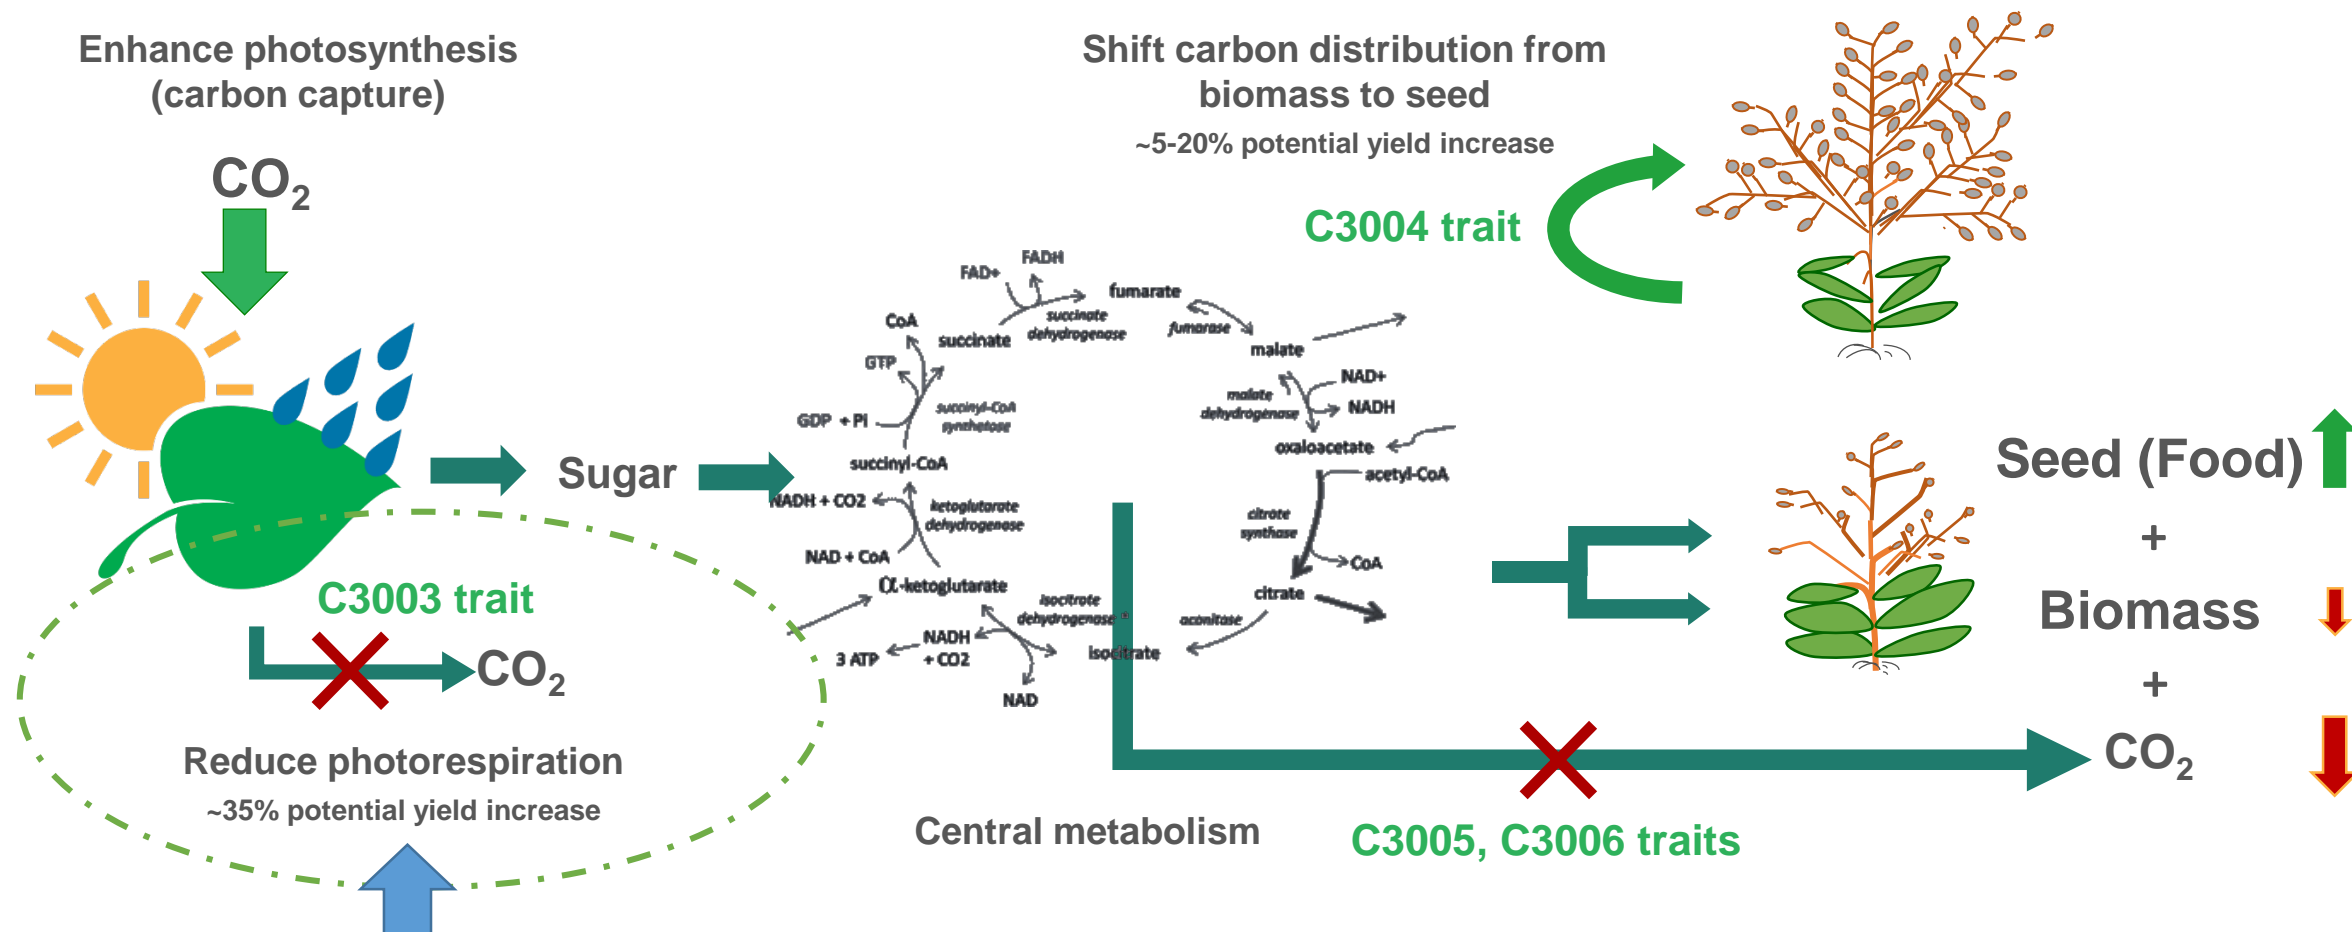 Enhance photosynthesis
(carbon capture)
CO2
Shift carbon distribution from
biomass to seed
~5-20% potential yield increase
C3004 trait
Sugar
FAD+
FADH
fumarate
succinate
dehydrogenase
fumarase
CoA
succinate
malate
GTP
NAD+
malate
dehydrogenase
NADH
GDP + Pi
succinyl-CoA
synthetase
oxaloacetate
succinyl-CoA
acetyl-CoA
NADH + CO2
ketoglutarate
dehydrogenase
citrate
synthase
NAD + CoA
CoA
α-ketoglutarate
citrate
isocitrate
dehydrogenase
aconitase
NADH
+ CO2
3 ATP
isocitrate
NAD
C3003 trait
CO2
Reduce photorespiration
~35% potential yield increase
Central metabolism
C3005, C3006 traits
Seed (Food)
+
Biomass
+
CO2